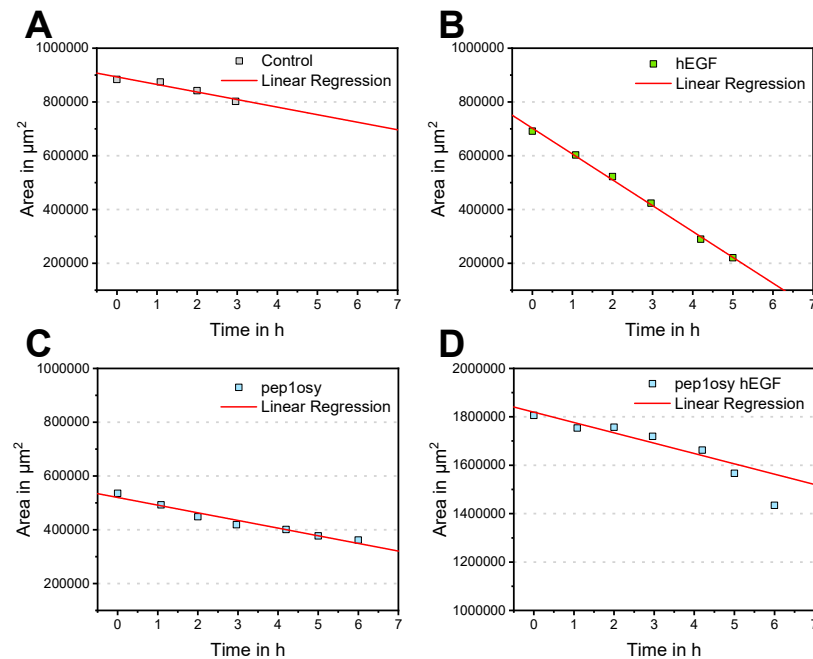 A
1000000
800000
600000
400000
200000
Area in µm²
0 1 2 3 4 5 6 7
Time in h
Control
Linear Regression
B
1000000
800000
600000
400000
200000
Area in µm²
0 1 2 3 4 5 6 7
Time in h
hEGF
Linear Regression
C
1000000
800000
600000
400000
200000
Area in µm²
0 1 2 3 4 5 6 7
Time in h
pep1osy
Linear Regression
D
2000000
1800000
1600000
1400000
1200000
1000000
Area in µm²
0 1 2 3 4 5 6 7
Time in h
pep1osy hEGF
Linear Regression